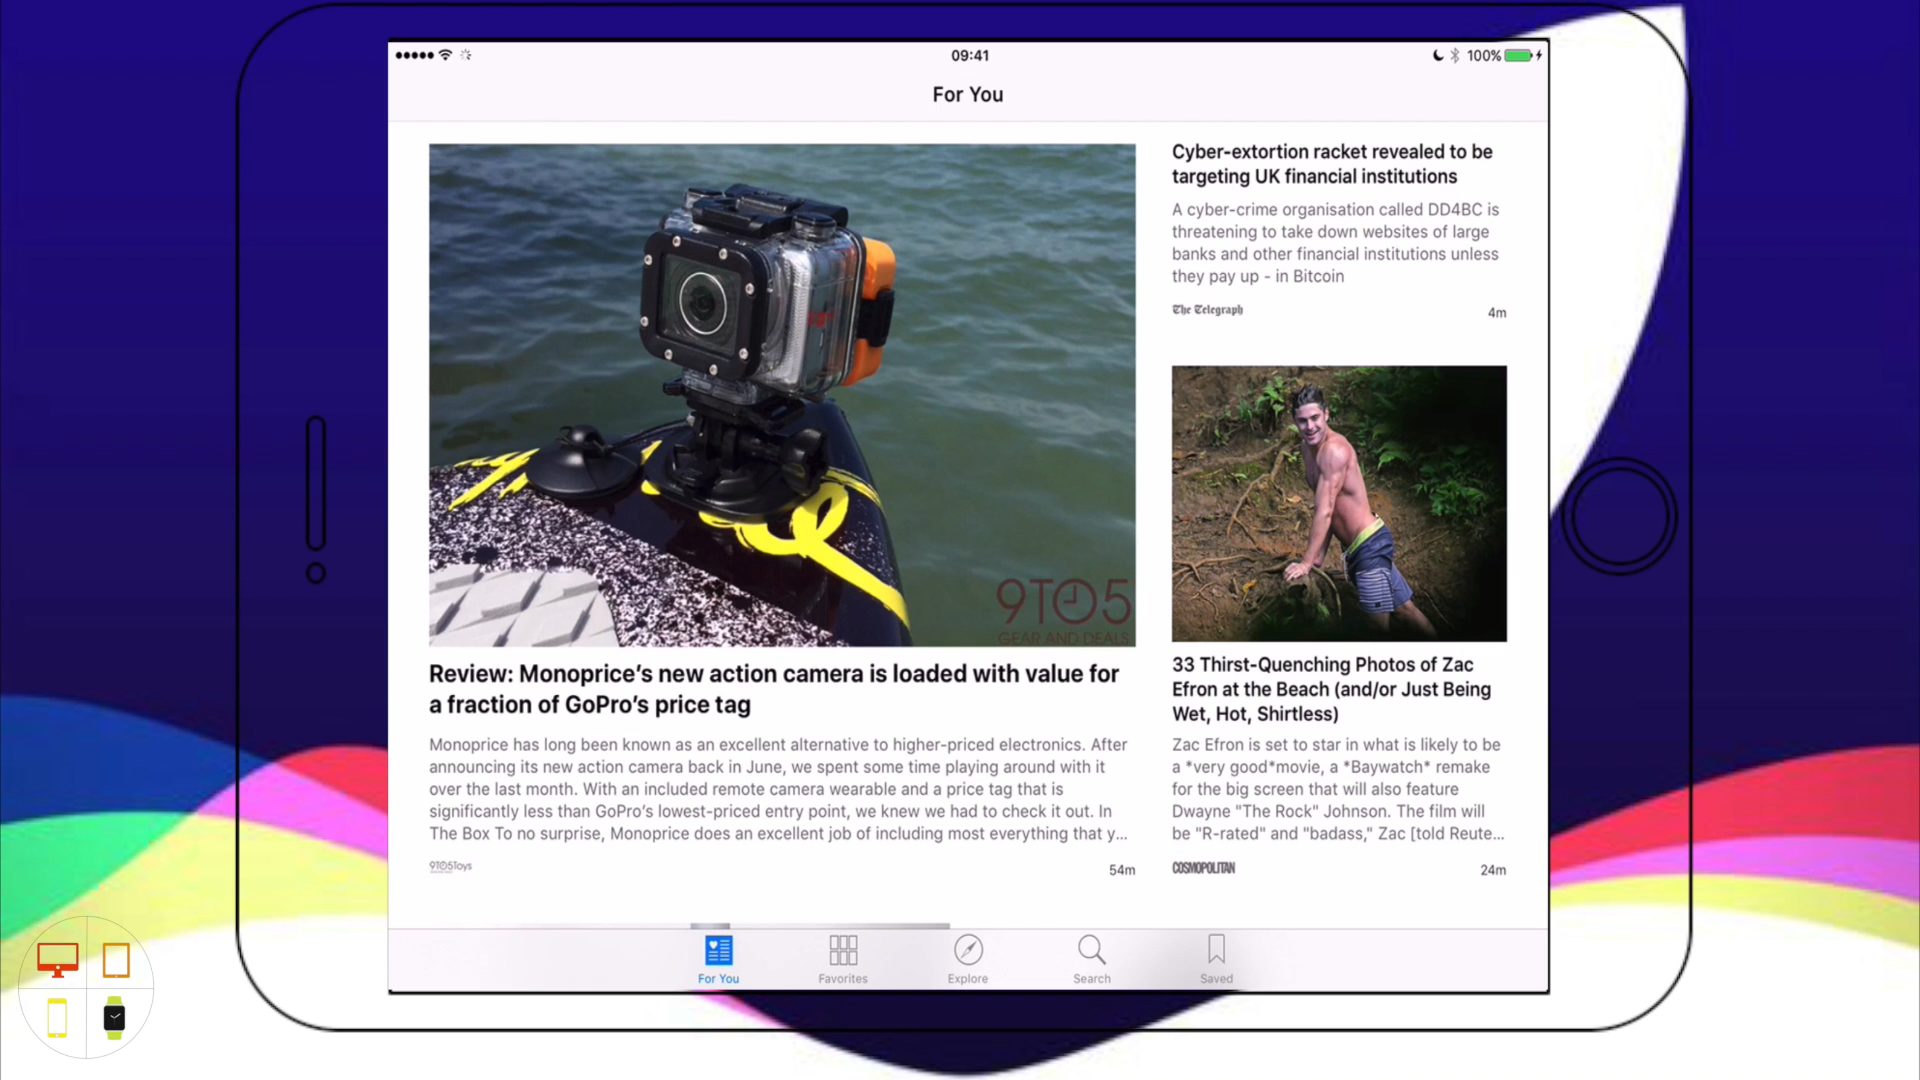 09:41
100%
For You
9TO5
GEAR AND DEALS
Review: Monoprice’s new action camera is loaded with value for
a fraction of GoPro’s price tag
Monoprice has long been known as an excellent alternative to higher-priced electronics. After
announcing its new action camera back in June, we spent some time playing around with it
over the last month. With an included remote camera wearable and a price tag that is
significantly less than GoPro’s lowest-priced entry point, we knew we had to check it out. In
The Box To no surprise, Monoprice does an excellent job of including most everything that y...
9TO5Toys
54m
Cyber-extortion racket revealed to be
targeting UK financial institutions
A cyber-crime organisation called DD4BC is
threatening to take down websites of large
banks and other financial institutions unless
they pay up - in Bitcoin
The Telegraph
4m
33 Thirst-Quenching Photos of Zac
Efron at the Beach (and/or Just Being
Wet, Hot, Shirtless)
Zac Efron is set to star in what is likely to be
a *very good*movie, a *Baywatch* remake
for the big screen that will also feature
Dwayne "The Rock" Johnson. The film will
be "R-rated" and "badass," Zac [told Reute...
COSMOPOLITAN
24m
For You
Favorites
Explore
Search
Saved